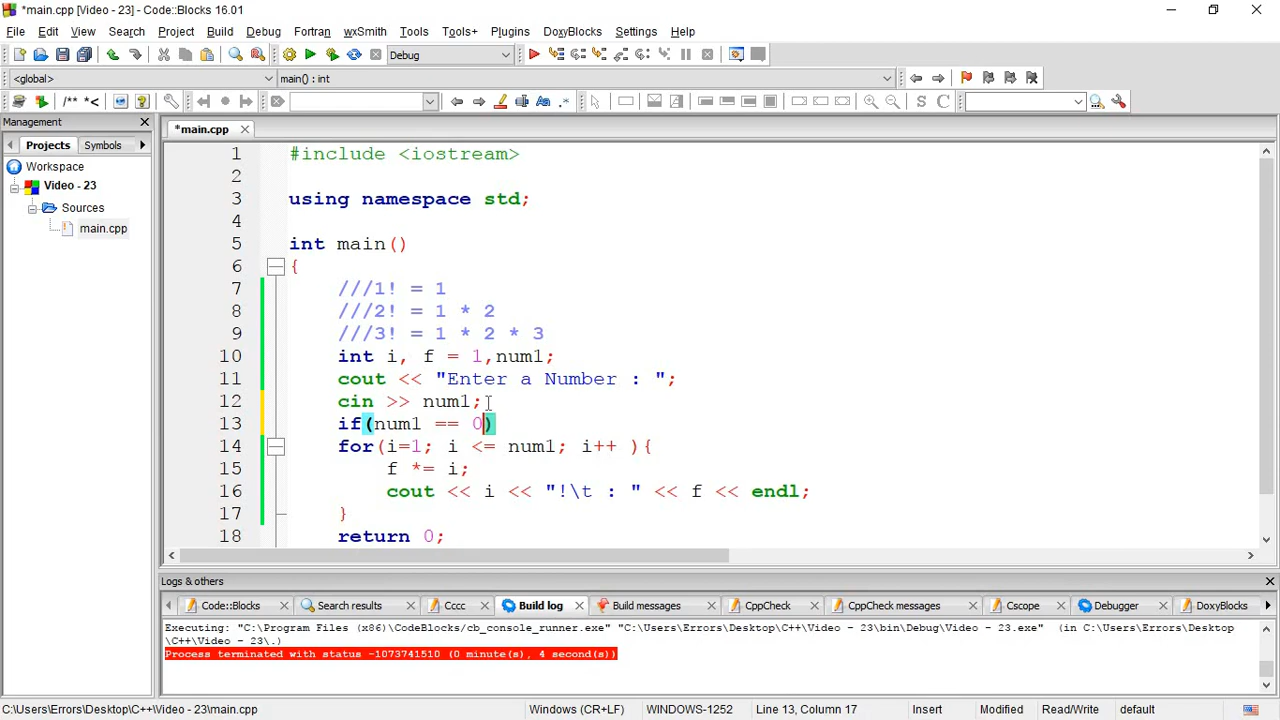 *main.cpp [Video - 23] - Code::Blocks 16.01
File Edit View Search Project Build Debug Fortran wxSmith Tools Tools+ Plugins DoxyBlocks Settings Help
Debug
<global> main() : int
/** *< Aa .* S C
Management
*main.cpp
Projects Symbols
Workspace
Video - 23
Sources
main.cpp
1 #include <iostream>
2
3 using namespace std;
4
5 int main()
6 {
7 ///1! = 1
8 ///2! = 1 * 2
9 ///3! = 1 * 2 * 3
10 int i, f = 1,num1;
11 cout << "Enter a Number : ";
12 cin >> num1;
13 if(num1 == 0)
14 for(i=1; i <= num1; i++ ){
15 f *= i;
16 cout << i << "!\t : " << f << endl;
17 }
18 return 0;
Logs & others
Code::Blocks Search results Cccc Build log Build messages CppCheck CppCheck messages Cscope Debugger DoxyBlocks
Executing: "C:\Program Files (x86)\CodeBlocks/cb_console_runner.exe" "C:\Users\Errors\Desktop\C++\Video - 23\bin\Debug\Video - 23.exe" (in C:\Users\Errors\Desktop
\C++\Video - 23\.)
Process terminated with status -1073741510 (0 minute(s), 4 second(s))
C:\Users\Errors\Desktop\C++\Video - 23\main.cpp Windows (CR+LF) WINDOWS-1252 Line 13, Column 17 Insert Modified Read/Write default